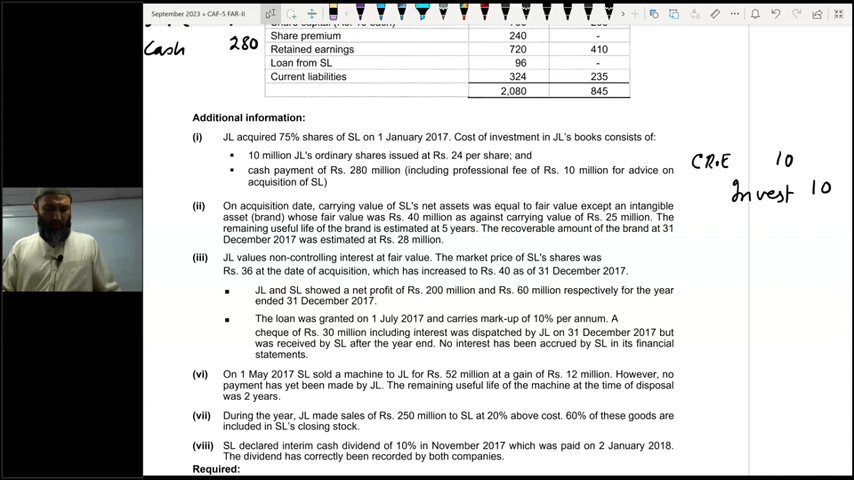 September 2023 » CAF-5 FAR-II
Cash 280
Share premium 240 -
Retained earnings 720 410
Loan from SL 96 -
Current liabilities 324 235
2,080 845
Additional information:
(i) JL acquired 75% shares of SL on 1 January 2017. Cost of investment in JL's books consists of:
▪ 10 million JL's ordinary shares issued at Rs. 24 per share; and
▪ cash payment of Rs. 280 million (including professional fee of Rs. 10 million for advice on
acquisition of SL)
CR.E 10
Invest 10
(ii) On acquisition date, carrying value of SL's net assets was equal to fair value except an intangible
asset (brand) whose fair value was Rs. 40 million as against carrying value of Rs. 25 million. The
remaining useful life of the brand is estimated at 5 years. The recoverable amount of the brand at 31
December 2017 was estimated at Rs. 28 million.
(iii) JL values non-controlling interest at fair value. The market price of SL's shares was
Rs. 36 at the date of acquisition, which has increased to Rs. 40 as of 31 December 2017.
▪ JL and SL showed a net profit of Rs. 200 million and Rs. 60 million respectively for the year
ended 31 December 2017.
▪ The loan was granted on 1 July 2017 and carries mark-up of 10% per annum. A
cheque of Rs. 30 million including interest was dispatched by JL on 31 December 2017 but
was received by SL after the year end. No interest has been accrued by SL in its financial
statements.
(vi) On 1 May 2017 SL sold a machine to JL for Rs. 52 million at a gain of Rs. 12 million. However, no
payment has yet been made by JL. The remaining useful life of the machine at the time of disposal
was 2 years.
(vii) During the year, JL made sales of Rs. 250 million to SL at 20% above cost. 60% of these goods are
included in SL's closing stock.
(viii) SL declared interim cash dividend of 10% in November 2017 which was paid on 2 January 2018.
The dividend has correctly been recorded by both companies.
Required: